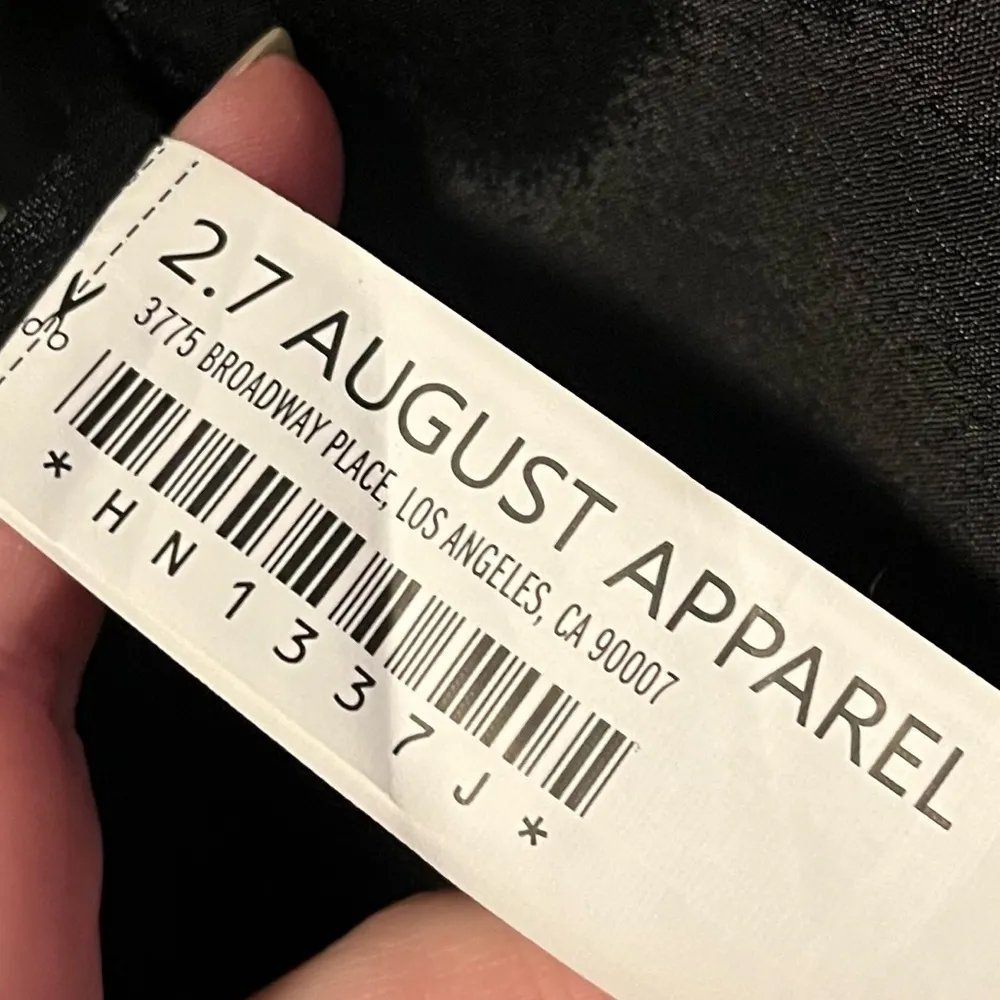 2.7 AUGUST APPAREL
3775 BROADWAY PLACE, LOS ANGELES, CA 90007
* H N 1 3 3 7 J *